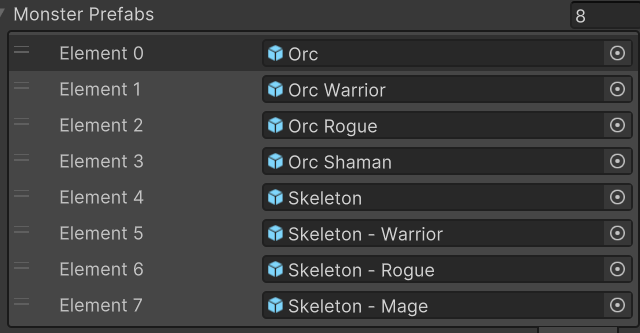 Monster Prefabs 8
Element 0 Orc
Element 1 Orc Warrior
Element 2 Orc Rogue
Element 3 Orc Shaman
Element 4 Skeleton
Element 5 Skeleton - Warrior
Element 6 Skeleton - Rogue
Element 7 Skeleton - Mage